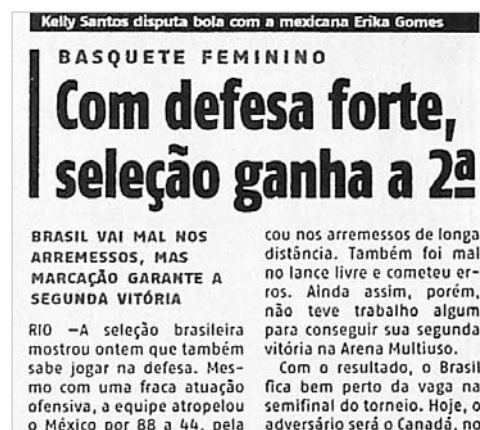 Kelly Santos disputa bola com a mexicana Erika Gomes
BASQUETE FEMININO
Com defesa forte,
seleção ganha a 2ª
BRASIL VAI MAL NOS
ARREMESSOS, MAS
MARCAÇÃO GARANTE A
SEGUNDA VITÓRIA
RIO —A seleção brasileira
mostrou ontem que também
sabe jogar na defesa. Mes-
mo com uma fraca atuação
ofensiva, a equipe atropelou
o México por 88 a 44, pela
cou nos arremessos de longa
distância. Também foi mal
no lance livre e cometeu er-
ros. Ainda assim, porém,
não teve trabalho algum
para conseguir sua segunda
vitória na Arena Multiuso.
Com o resultado, o Brasil
fica bem perto da vaga na
semifinal do torneio. Hoje, o
adversário será o Canadá, no